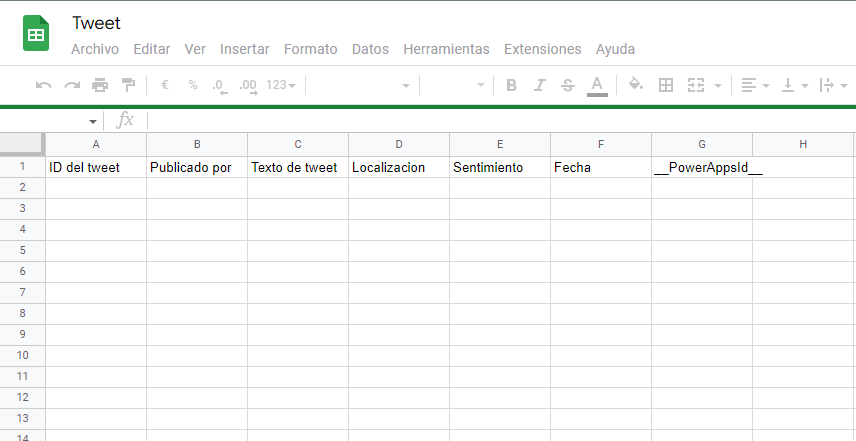 Tweet
Archivo Editar Ver Insertar Formato Datos Herramientas Extensiones Ayuda
€ % .0 .00 123 B I S A
fx
A B C D E F G H
1 ID del tweet Publicado por Texto de tweet Localizacion Sentimiento Fecha __PowerAppsId__
2
3
4
5
6
7
8
9
10
11
12
13
14